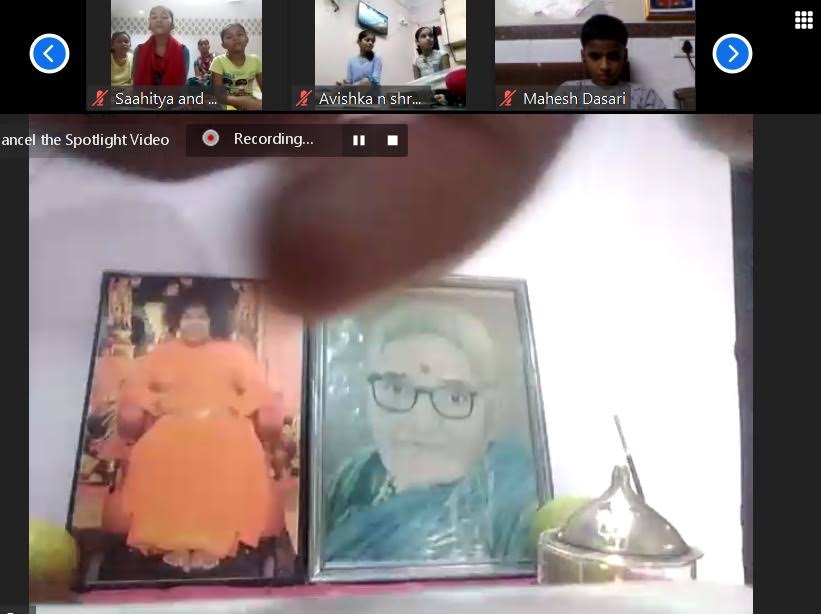 Saahitya and ...
Avishka n shr...
Mahesh Dasari
ancel the Spotlight Video
Recording...